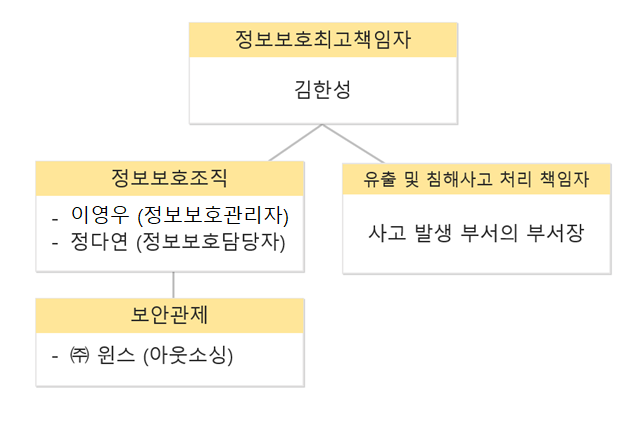 정보보호최고책임자
김한성
정보보호조직
- 이영우 (정보보호관리자)
- 정다연 (정보보호담당자)
유출 및 침해사고 처리 책임자
사고 발생 부서의 부서장
보안관제
- ㈜ 윈스 (아웃소싱)